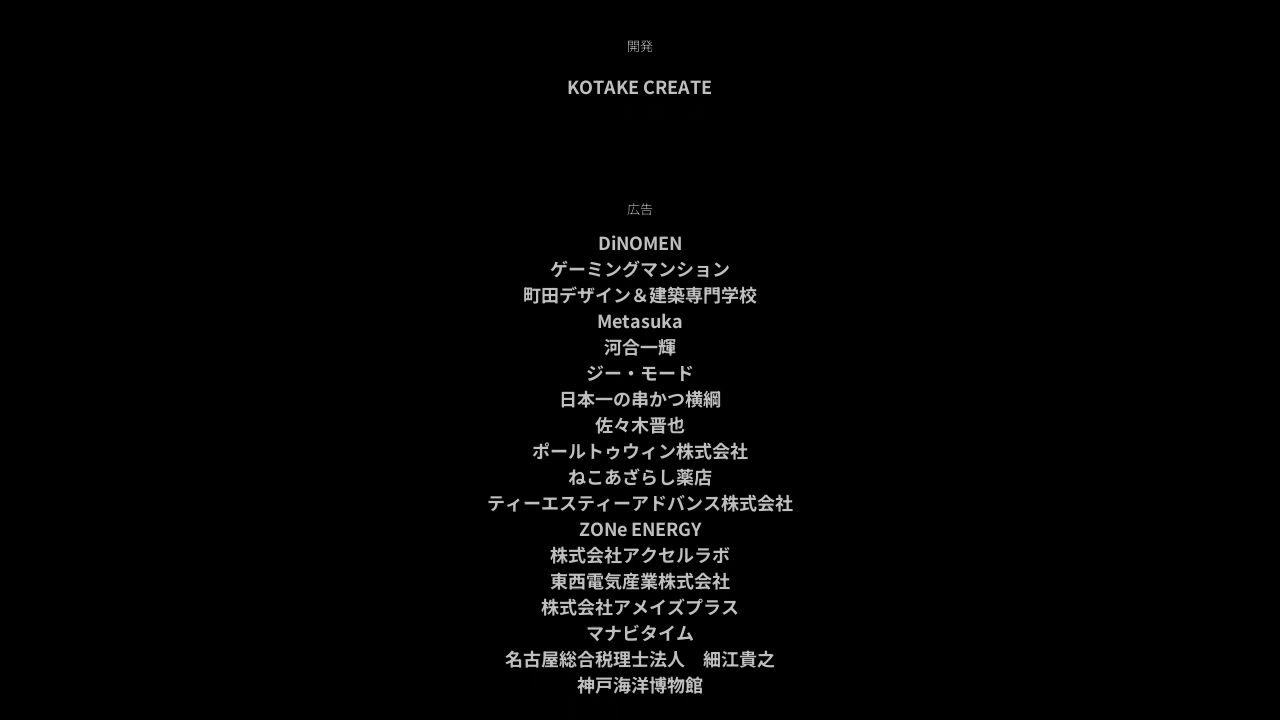 開発
KOTAKE CREATE
広告
DiNOMEN
ゲーミングマンション
町田デザイン＆建築専門学校
Metasuka
河合一輝
ジー・モード
日本一の串かつ横綱
佐々木晋也
ポールトゥウィン株式会社
ねこあざらし薬店
ティーエスティーアドバンス株式会社
ZONe ENERGY
株式会社アクセルラボ
東西電気産業株式会社
株式会社アメイズプラス
マナビタイム
名古屋総合税理士法人　細江貴之
神戸海洋博物館